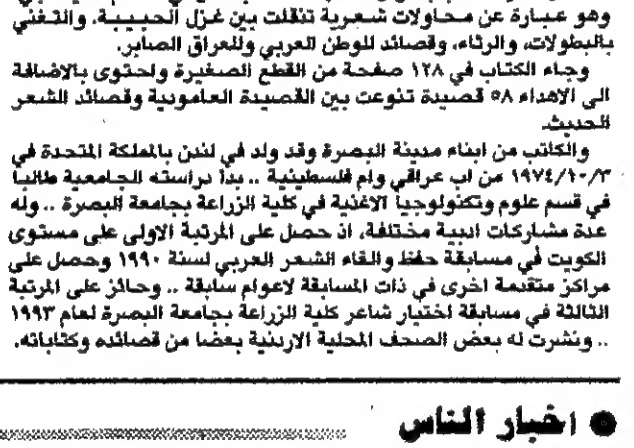 وهو عبارة عن محاولات شعرية تنقلت بين غزل الحبيبة، والتغني
بالبطولات، والرثاء، وقصائد للوطن العربي وللعراق الصابر.
وجاء الكتاب في ١٢٨ صفحة من القطع الصغيرة واحتوى بالاضافة
الى الاهداء ٥٨ قصيدة تنوعت بين القصيدة العامودية وقصائد الشعر
الحديث.
والكاتب من ابناء مدينة البصرة وقد ولد في لندن بالمملكة المتحدة في
١٩٧٤/١٠/٣ من اب عراقي وام فلسطينية .. بدأ دراسته الجامعية طالبا
في قسم علوم وتكنولوجيا الاغذية في كلية الزراعة بجامعة البصرة .. وله
عدة مشاركات ادبية مختلفة، اذ حصل على المرتبة الاولى على مستوى
الكويت في مسابقة حفظ والقاء الشعر العربي لسنة ١٩٩٠ وحصل على
مراكز متقدمة اخرى في ذات المسابقة لاعوام سابقة .. وحائز على المرتبة
الثالثة في مسابقة اختيار شاعر كلية الزراعة بجامعة البصرة لعام ١٩٩٣
.. ونشرت له بعض الصحف المحلية الاردنية بعضا من قصائده وكتاباته.
● اخبار الناس